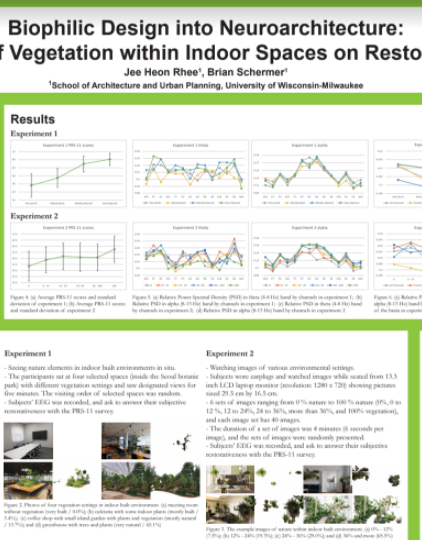 Biophilic Design into Neuroarchitecture:
f Vegetation within Indoor Spaces on Resto
Jee Heon Rhee¹, Brian Schermer¹
¹School of Architecture and Urban Planning, University of Wisconsin-Milwaukee
Results
Experiment 1
Experiment 1 PRS-11 scores
Experiment 1 theta
Experiment 1 alpha
Experiment 2
Experiment 2 PRS-11 scores
Experiment 2 theta
Experiment 2 alpha
Figure 4. (a) Average PRS-11 scores and standard
deviation of experiment 1; (b) Average PRS-11 scores
and standard deviation of experiment 2
Figure 5. (a) Relative Power Spectral Density (PSD) in theta (4-8 Hz) band by channels in experiment 1; (b)
Relative PSD in alpha (8-13 Hz) band by channels in experiment 1; (c) Relative PSD in theta (4-8 Hz) band
by channels in experiment 2; (d) Relative PSD in alpha (8-13 Hz) band by channels in experiment 2
Figure 6. (a) Relative P
alpha (8-13 Hz) band
of the brain in experim
Experiment 1
- Seeing nature elements in indoor built environments in situ.
- The participants sat at four selected spaces (inside the Seoul botanic
park) with different vegetation settings and saw designated views for
five minutes. The visiting order of selected spaces was random.
- Subjects' EEG was recorded, and ask to answer their subjective
restorativeness with the PRS-11 survey.
Figure 2. Photos of four vegetation settings in indoor built environment. (a) meeting room
without vegetation (very built / 0.0%); (b) cafeteria with some indoor plants (mostly built /
5.4%); (c) coffee shop with small island garden with plants and vegetation (mostly natural
/ 13.7%); and (d) greenhouse with trees and plants (very natural / 61.1%)
Experiment 2
- Watching images of various environmental settings.
- Subjects wore earplugs and watched while seated from 13.3
inch LCD laptop monitor (resolution: 1280 x 720) showing pictures
sized 29.5 cm by 16.5 cm.
- 6 sets of images ranging from 0 % nature to 100 % nature (0%, 0 to
12 %, 12 to 24%, 24 to 36%, more than 36%, and 100% vegetation),
and each image set has 40 images.
- The duration of a set of images was 4 minutes (6 seconds per
image), and the sets of images were randomly presented.
- Subjects' EEG was recorded, and ask to answer their subjective
restorativeness with the PRS-11 survey.
Figure 3. The example images of nature within indoor built environment. (a) 0% - 12%
(7.5%); (b) 12% - 24% (19.3%); (c) 24% - 36% (29.0%); and (d) 36% and more (65.8%)